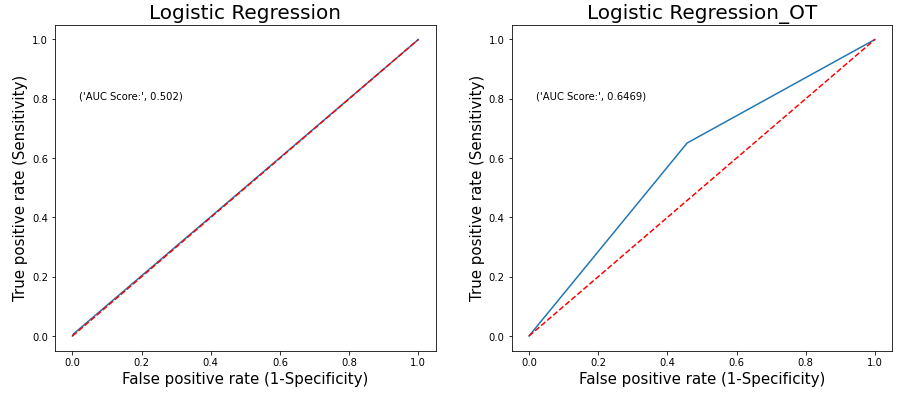 Logistic Regression
1.0
0.8
0.6
0.4
0.2
0.0
('AUC Score:', 0.502)
True positive rate (Sensitivity)
0.0 0.2 0.4 0.6 0.8 1.0
False positive rate (1-Specificity)
Logistic Regression_OT
1.0
0.8
0.6
0.4
0.2
0.0
('AUC Score:', 0.6469)
True positive rate (Sensitivity)
0.0 0.2 0.4 0.6 0.8 1.0
False positive rate (1-Specificity)